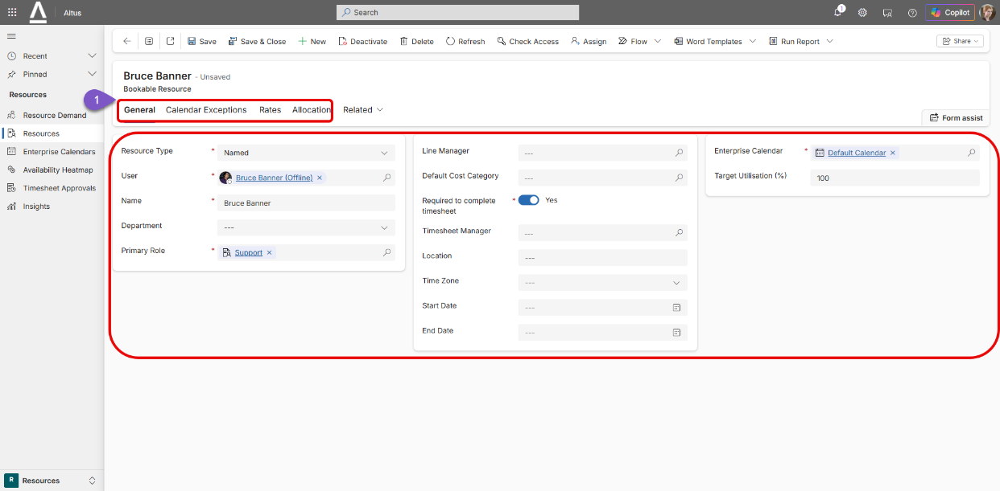 Altus
Search
1
Copilot
Save
Save & Close
New
Deactivate
Delete
Refresh
Check Access
Assign
Flow
Word Templates
Run Report
Share
Recent
Pinned
Resources
Resource Demand
Resources
Enterprise Calendars
Availability Heatmap
Timesheet Approvals
Insights
R
Resources
Bruce Banner - Unsaved
Bookable Resource
1
General
Calendar Exceptions
Rates
Allocation
Related
Form assist
Resource Type * Named
User * Bruce Banner (Offline) ×
Name * Bruce Banner
Department ---
Primary Role * Support ×
Line Manager ---
Default Cost Category ---
Required to complete
timesheet * Yes
Timesheet Manager ---
Location ---
Time Zone ---
Start Date ---
End Date ---
Enterprise Calendar * Default Calendar ×
Target Utilisation (%) 100